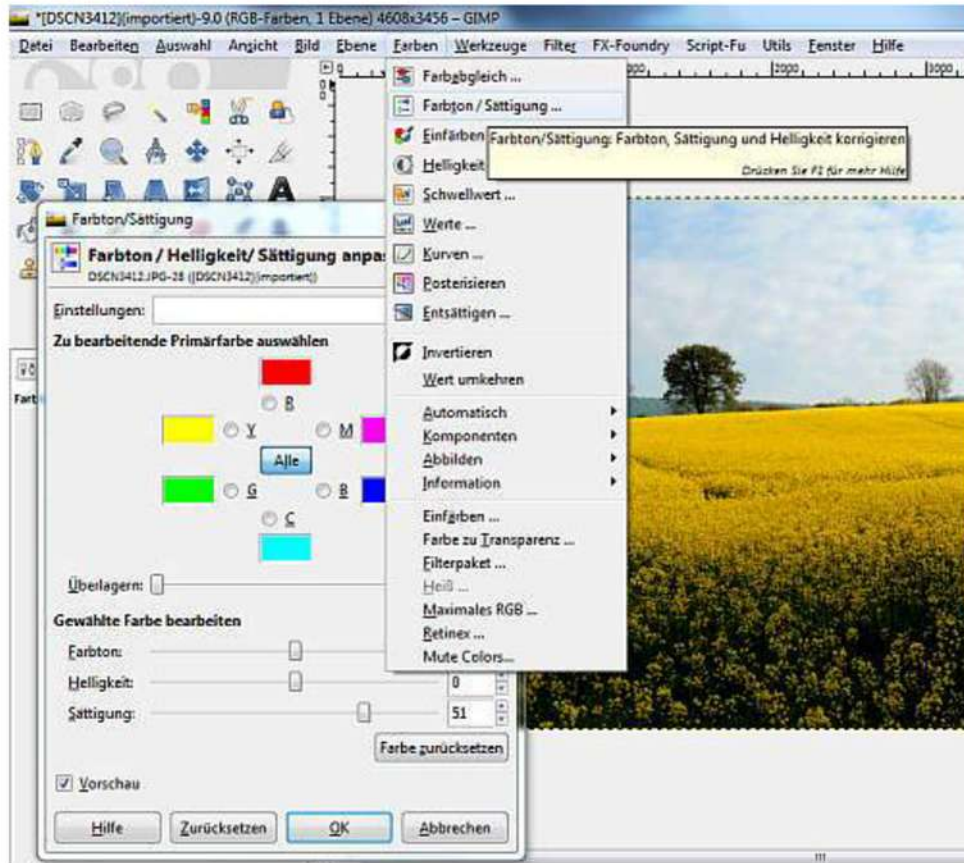 *[DSCN3412](importiert)-9.0 (RGB-Farben, 1 Ebene) 4608x3456 – GIMP
Datei Bearbeiten Auswahl Ansicht Bild Ebene Farben Werkzeuge Filter FX-Foundry Script-Fu Utils Fenster Hilfe
0 2000 3000
Farbabgleich ...
Farbton / Sättigung ...
Einfärben
Farbton/Sättigung: Farbton, Sättigung und Helligkeit korrigieren
Drücken Sie F1 für mehr Hilfe
Helligkeit
Schwellwert ...
Werte ...
Kurven ...
Posterisieren
Entsättigen ...
Invertieren
Wert umkehren
Automatisch
Komponenten
Abbilden
Information
Einfärben ...
Farbe zu Transparenz ...
Filterpaket ...
Heiß ...
Maximales RGB ...
Retinex ...
Mute Colors...
Farbton/Sättigung
Farbton / Helligkeit/ Sättigung anpa
DSCN3412.JPG-28 ([DSCN3412](importiert))
Einstellungen:
Zu bearbeitende Primärfarbe auswählen
R
Y M
Alle
G B
C
Überlagern:
Gewählte Farbe bearbeiten
Farbton:
Helligkeit: 0
Sättigung: 51
Farbe zurücksetzen
Vorschau
Hilfe Zurücksetzen OK Abbrechen